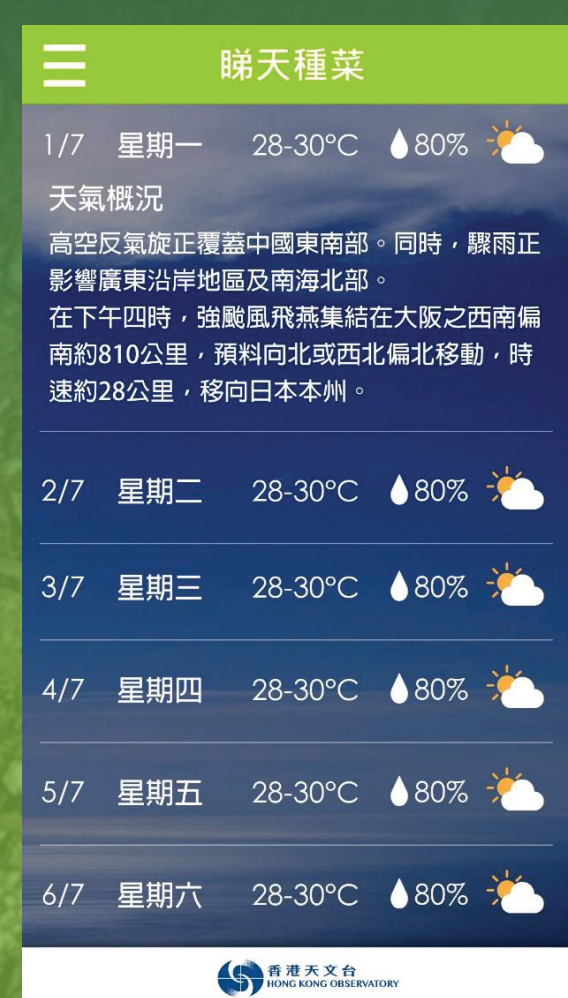 睇天種菜
1/7 星期一 28-30°C 80%
天氣概況
高空反氣旋正覆蓋中國東南部。同時，驟雨正
影響廣東沿岸地區及南海北部。
在下午四時，強颱風飛燕集結在大阪之西南偏
南約810公里，預料向北或西北偏北移動，時
速約28公里，移向日本本州。
2/7 星期二 28-30°C 80%
3/7 星期三 28-30°C 80%
4/7 星期四 28-30°C 80%
5/7 星期五 28-30°C 80%
6/7 星期六 28-30°C 80%
香港天文台
HONG KONG OBSERVATORY